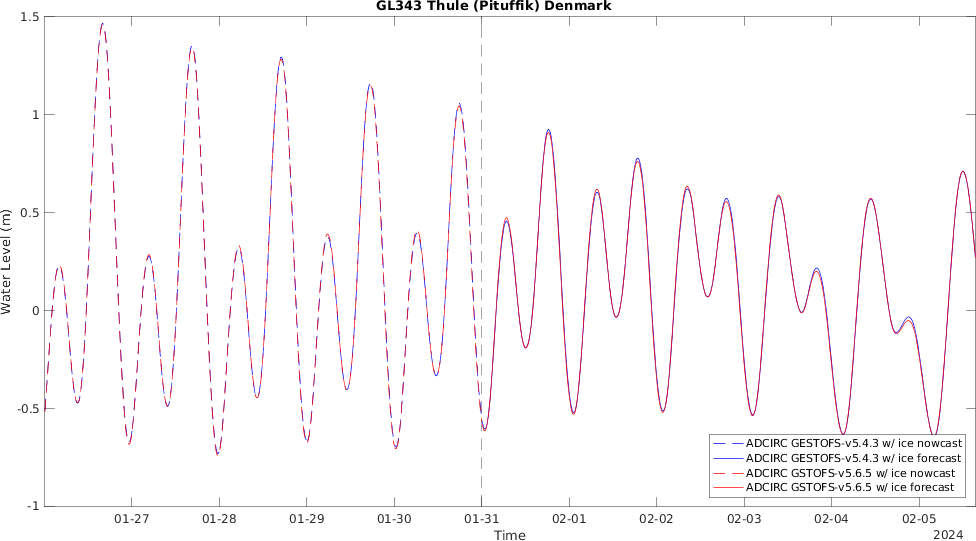 GL343 Thule (Pituffik) Denmark
1.5
1
0.5
0
-0.5
-1
Water Level (m)
ADCIRC GESTOFS-v5.4.3 w/ ice nowcast
ADCIRC GESTOFS-v5.4.3 w/ ice forecast
ADCIRC GSTOFS-v5.6.5 w/ ice nowcast
ADCIRC GSTOFS-v5.6.5 w/ ice forecast
01-27 01-28 01-29 01-30 01-31 02-01 02-02 02-03 02-04 02-05
Time
2024